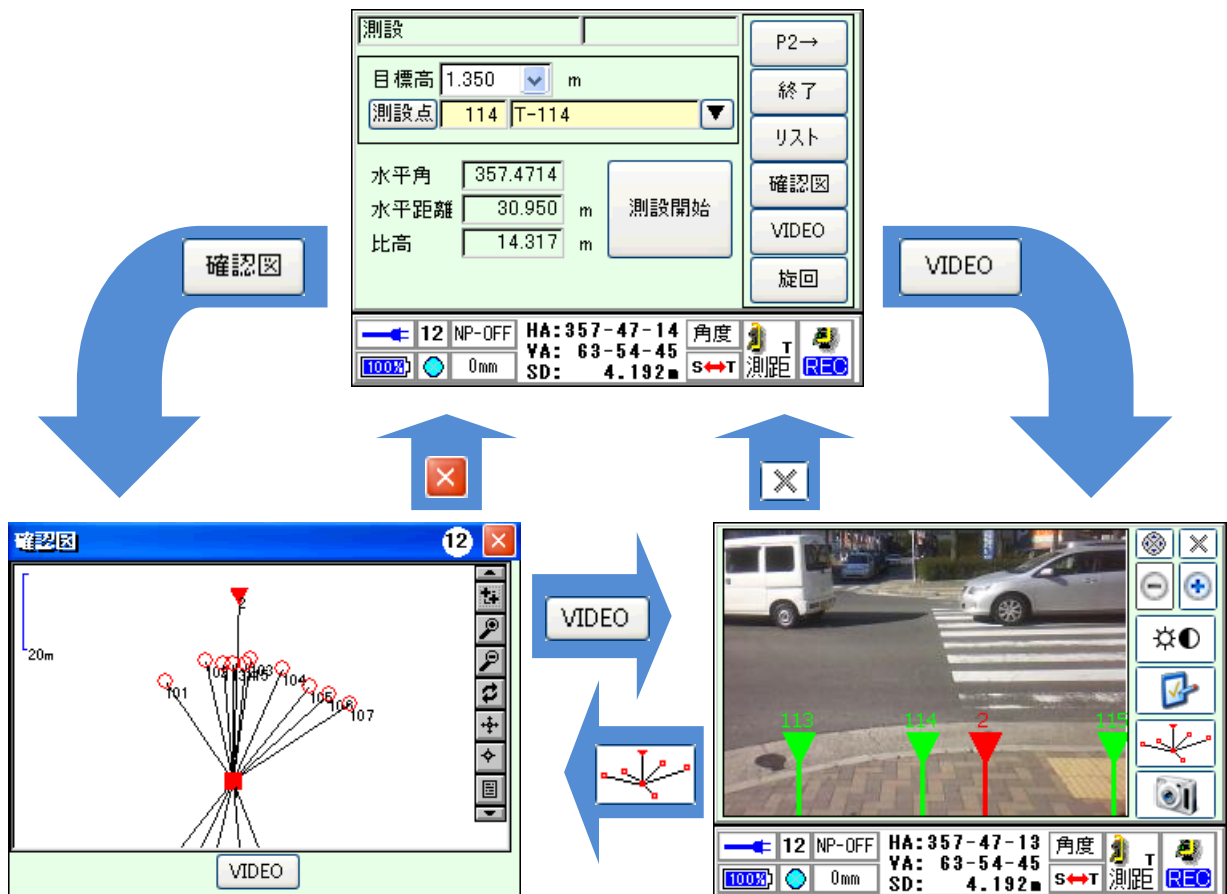 測設
P2→
目標高 1.350 m
終了
測設点 114 T-114
リスト
水平角 357.4714
確認図
水平距離 30.950 m
測設開始
比高 14.317 m
VIDEO
旋回
12 NP-OFF HA:357-47-14 角度
VA: 63-54-45
T
100% 0mm SD: 4.192m S↔T 測距 REC
確認図
VIDEO
確認図 12
2
20m
101
103
104
105
106
107
VIDEO
VIDEO
113 114 2 115
12 NP-OFF HA:357-47-13 角度
VA: 63-54-45
T
100% 0mm SD: 4.192m S↔T 測距 REC